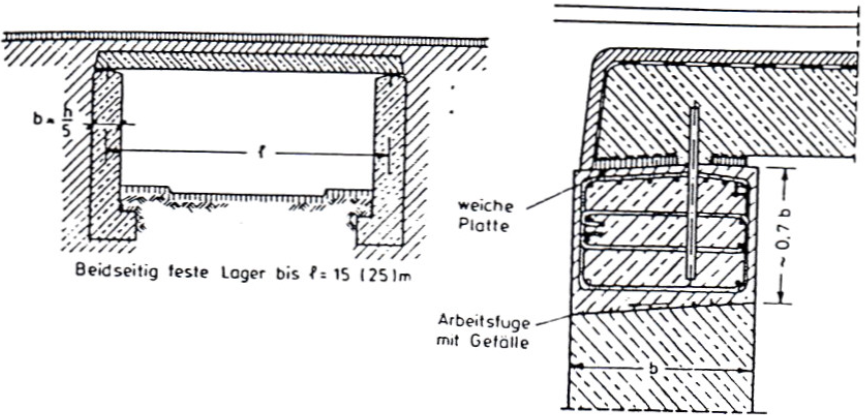 b ≈ h/5
ℓ
Beidseitig feste Lager bis ℓ = 15 (25)m
weiche
Platte
~ 0,7 b
Arbeitsfuge
mit Gefälle
b